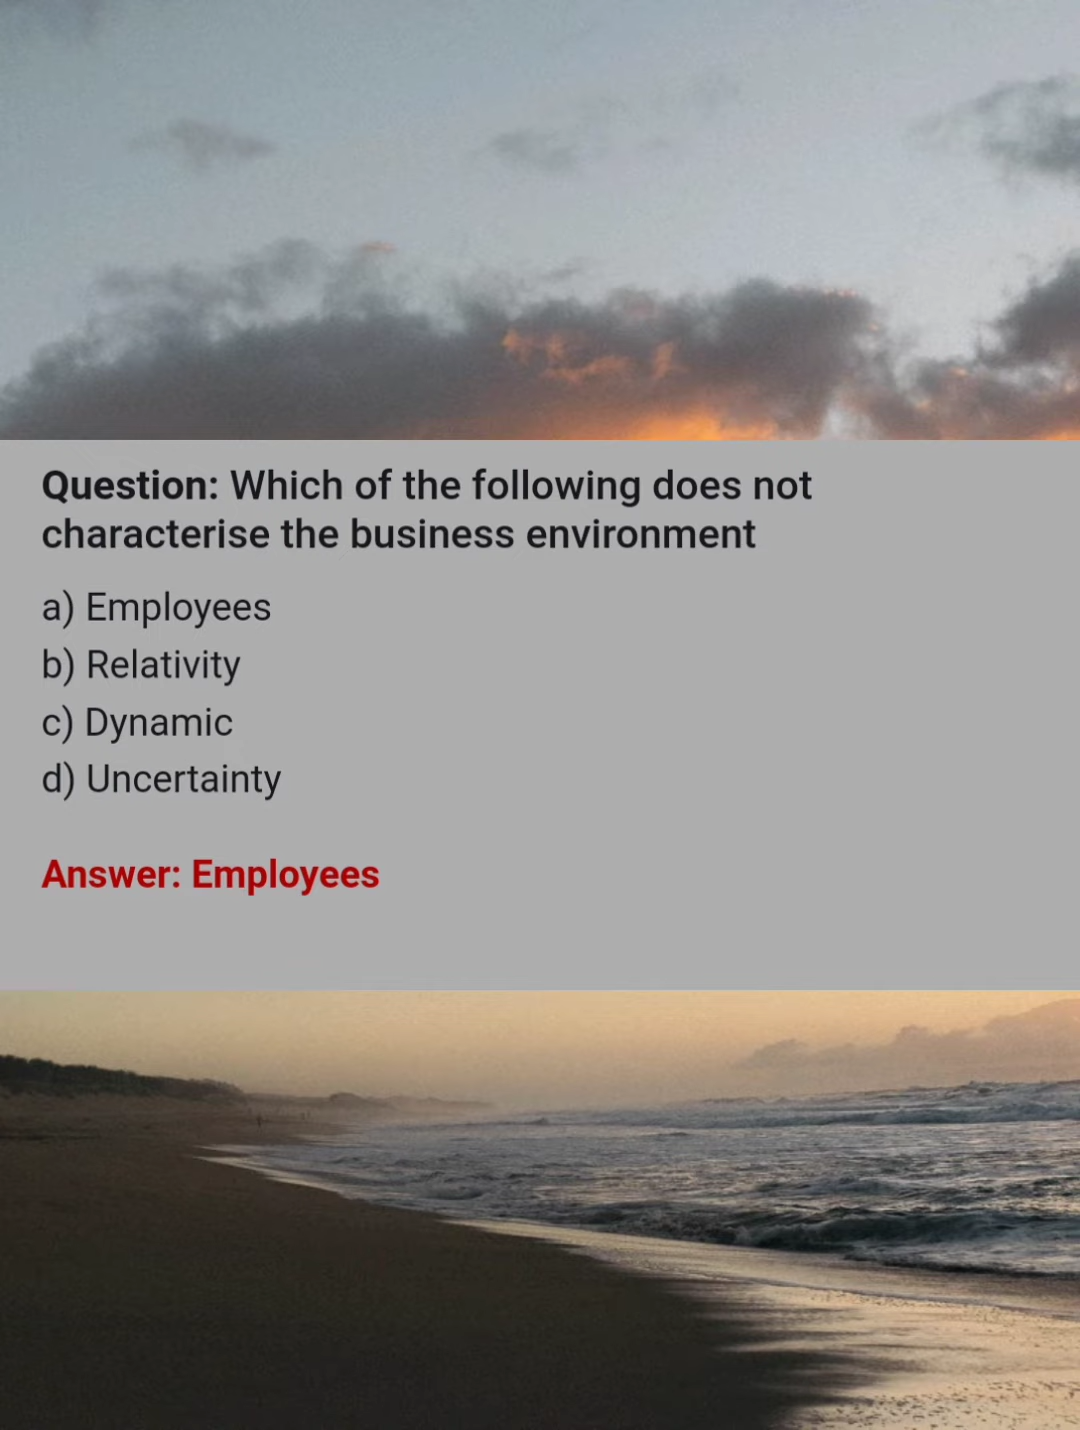 Question: Which of the following does not
characterise the business environment
a) Employees
b) Relativity
c) Dynamic
d) Uncertainty
Answer: Employees